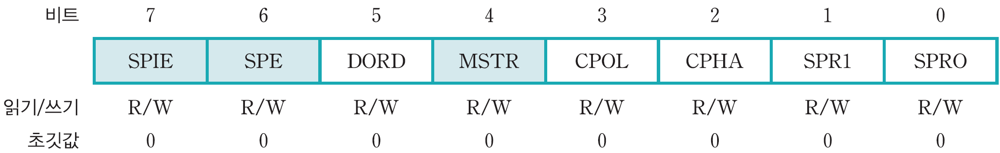 비트 7 6 5 4 3 2 1 0
SPIE SPE DORD MSTR CPOL CPHA SPR1 SPRO
읽기/쓰기 R/W R/W R/W R/W R/W R/W R/W R/W
초깃값 0 0 0 0 0 0 0 0